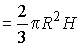 = 2/3 πR²H